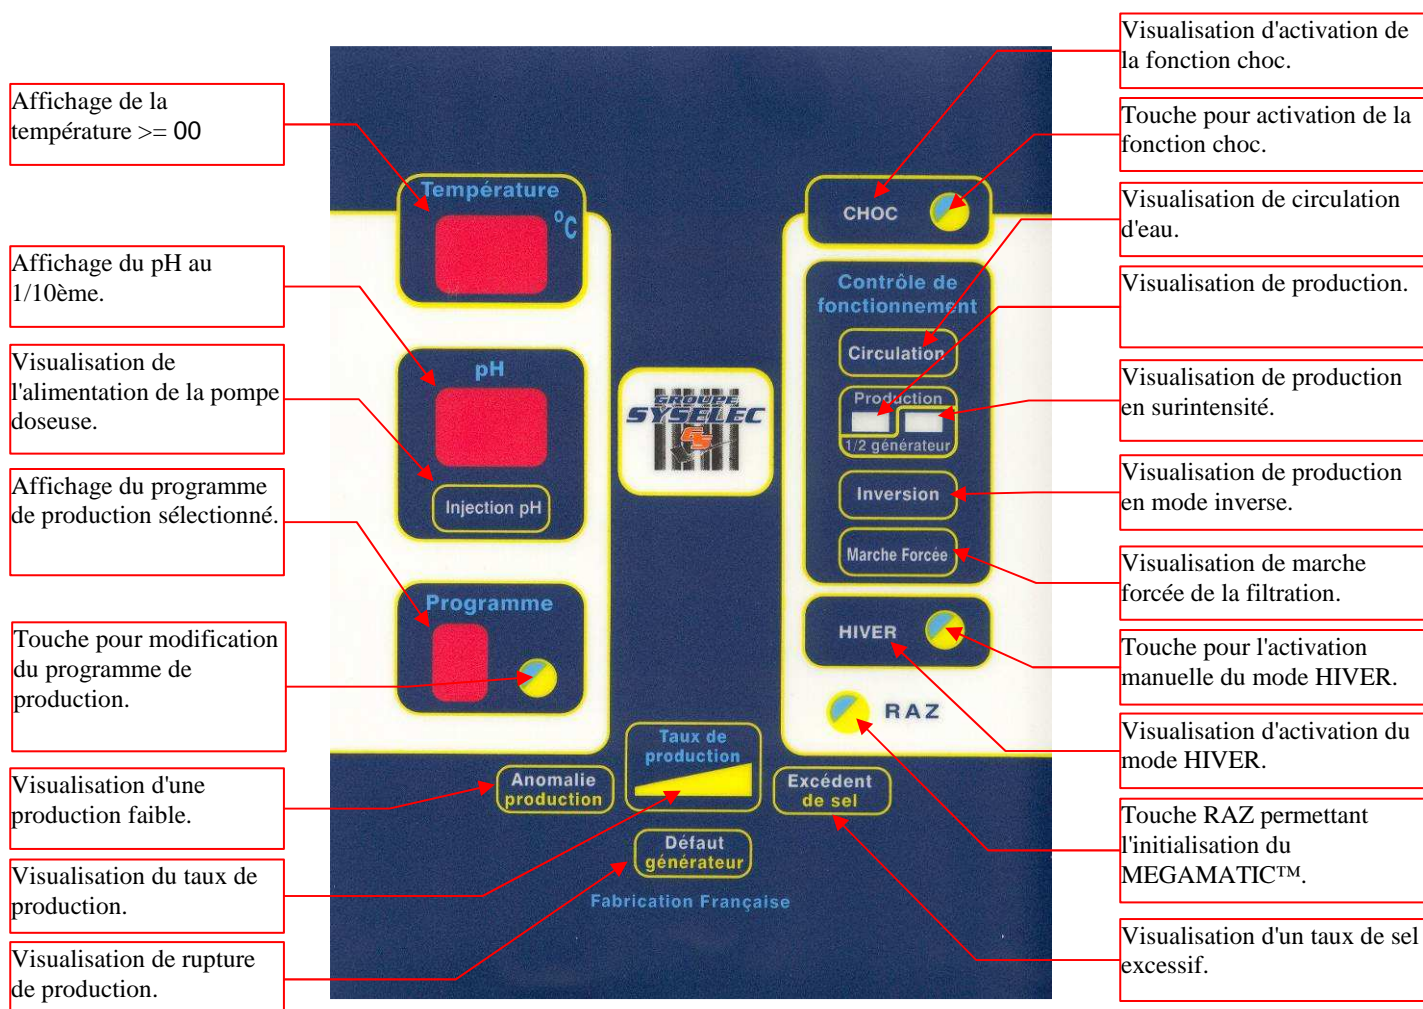 Affichage de la
température >= 00
Affichage du pH au
1/10ème.
Visualisation de
l'alimentation de la pompe
doseuse.
Affichage du programme
de production sélectionné.
Touche pour modification
du programme de
production.
Visualisation d'une
production faible.
Visualisation du taux de
production.
Visualisation de rupture
de production.
Température
°C
pH
Injection pH
Programme
GROUPE
SYSELEC
GS
Taux de
production
Anomalie
production
Excédent
de sel
Défaut
générateur
Fabrication Française
CHOC
Contrôle de
fonctionnement
Circulation
Production
1/2 générateur
Inversion
Marche Forcée
HIVER
RAZ
Visualisation d'activation de
la fonction choc.
Touche pour activation de la
fonction choc.
Visualisation de circulation
d'eau.
Visualisation de production.
Visualisation de production
en surintensité.
Visualisation de production
en mode inverse.
Visualisation de marche
forcée de la filtration.
Touche pour l'activation
manuelle du mode HIVER.
Visualisation d'activation du
mode HIVER.
Touche RAZ permettant
l'initialisation du
MEGAMATIC™.
Visualisation d'un taux de sel
excessif.